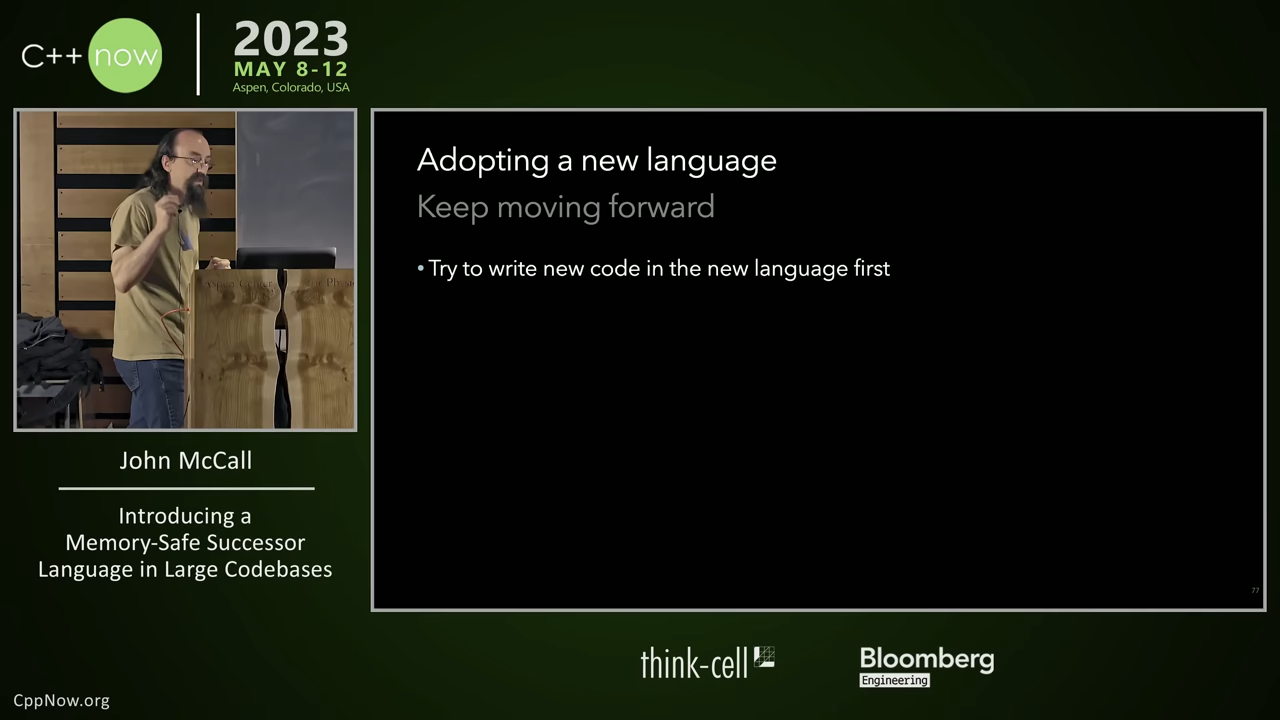 C++ now
2023
MAY 8-12
Aspen, Colorado, USA
Adopting a new language
Keep moving forward
• Try to write new code in the new language first
77
John McCall
Introducing a
Memory-Safe Successor
Language in Large Codebases
think-cell
Bloomberg
Engineering
CppNow.org